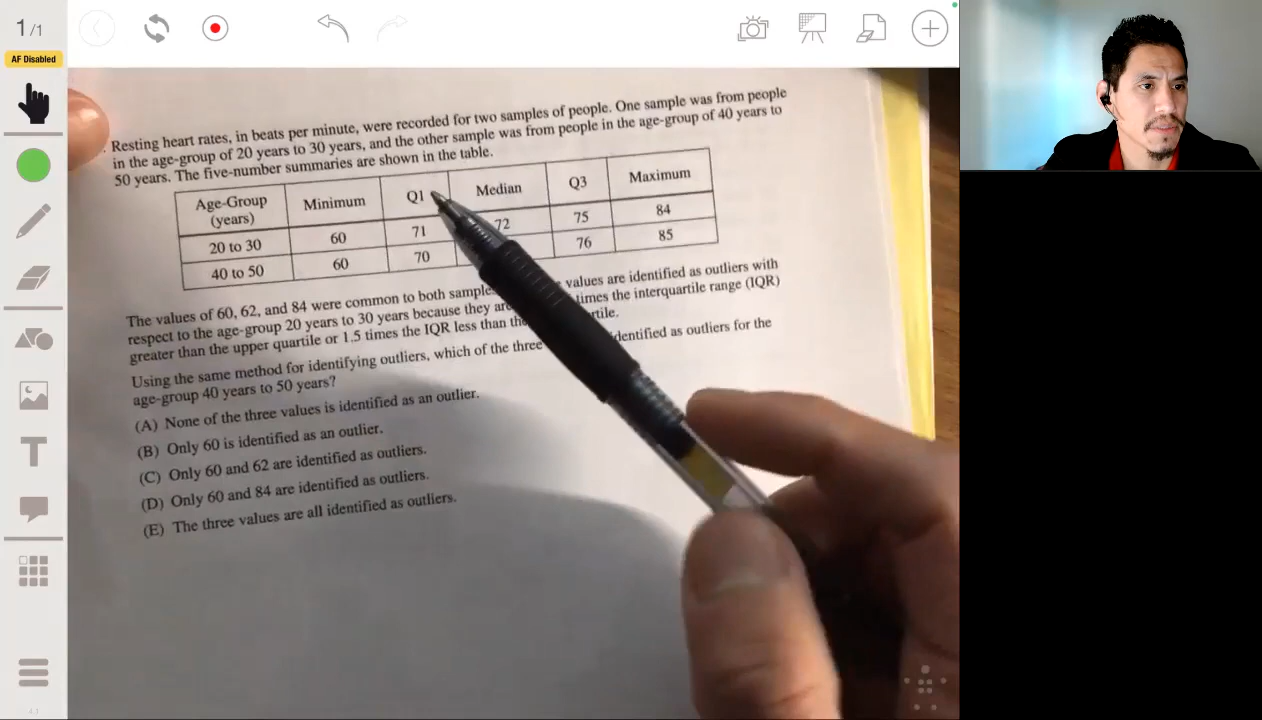 1/1
AF Disabled
Resting heart rates, in beats per minute, were recorded for two samples of people. One sample was from people
in the age-group of 20 years to 30 years, and the other sample was from people in the age-group of 40 years to
50 years. The five-number summaries are shown in the table.
Age-Group (years) Minimum Q1 Median Q3 Maximum
20 to 30 60 71 72 75 84
40 to 50 60 70 76 85
The values of 60, 62, and 84 were common to both values are identified as outliers with
respect to the age-group 20 years to 30 years because they are times the interquartile range (IQR)
greater than the upper quartile or 1.5 times the IQR less than
Using the same method for identifying outliers, which of the three identified as outliers for the
age-group 40 years to 50 years?
(A) None of the three values is identified as an outlier.
(B) Only 60 is identified as an outlier.
(C) Only 60 and 62 are identified as outliers.
(D) Only 60 and 84 are identified as outliers.
(E) The three values are all identified as outliers.
T